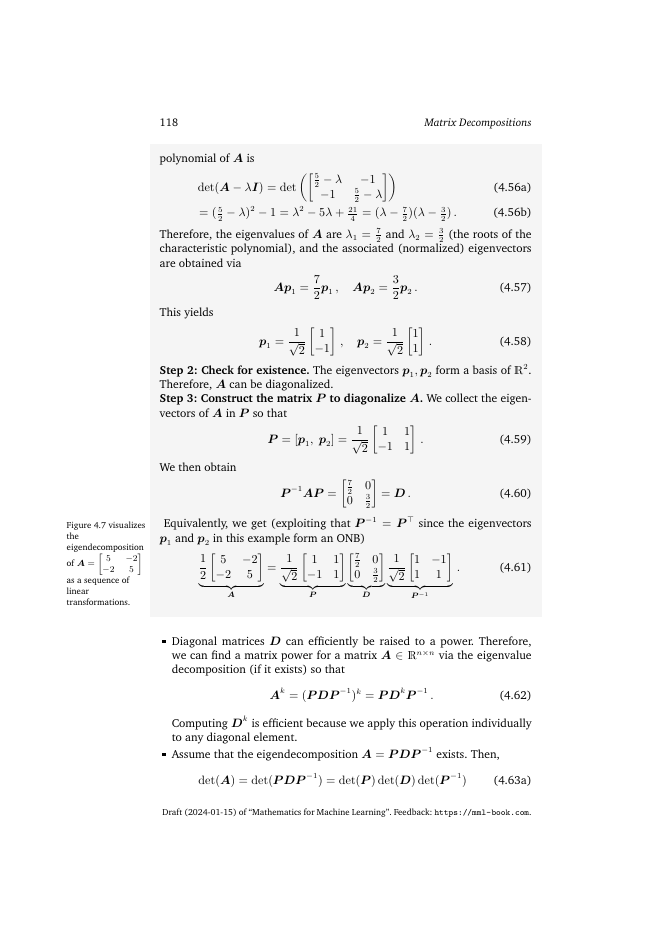 118 Matrix Decompositions
polynomial of A is
det(A − λI) = det ( [ 5/2 − λ −1 ; −1 5/2 − λ ] ) (4.56a)
= (5/2 − λ)² − 1 = λ² − 5λ + 21/4 = (λ − 7/2)(λ − 3/2) . (4.56b)
Therefore, the eigenvalues of A are λ₁ = 7/2 and λ₂ = 3/2 (the roots of the
characteristic polynomial), and the associated (normalized) eigenvectors
are obtained via
Ap₁ = 7/2 p₁ , Ap₂ = 3/2 p₂ . (4.57)
This yields
p₁ = 1/√2 [ 1 ; −1 ] , p₂ = 1/√2 [ 1 ; 1 ] . (4.58)
Step 2: Check for existence. The eigenvectors p₁, p₂ form a basis of ℝ².
Therefore, A can be diagonalized.
Step 3: Construct the matrix P to diagonalize A. We collect the eigen-
vectors of A in P so that
P = [p₁, p₂] = 1/√2 [ 1 1 ; −1 1 ] . (4.59)
We then obtain
P⁻¹AP = [ 7/2 0 ; 0 3/2 ] = D . (4.60)
Equivalently, we get (exploiting that P⁻¹ = P⊤ since the eigenvectors
p₁ and p₂ in this example form an ONB)
1/2 [ 5 −2 ; −2 5 ] = 1/√2 [ 1 1 ; −1 1 ] [ 7/2 0 ; 0 3/2 ] 1/√2 [ 1 −1 ; 1 1 ] . (4.61)
A P D P⁻¹
Figure 4.7 visualizes
the
eigendecomposition
of A = [ 5 −2 ; −2 5 ]
as a sequence of
linear
transformations.
▪ Diagonal matrices D can efficiently be raised to a power. Therefore,
we can find a matrix power for a matrix A ∈ ℝⁿˣⁿ via the eigenvalue
decomposition (if it exists) so that
Aᵏ = (PDP⁻¹)ᵏ = PDᵏP⁻¹ . (4.62)
Computing Dᵏ is efficient because we apply this operation individually
to any diagonal element.
▪ Assume that the eigendecomposition A = PDP⁻¹ exists. Then,
det(A) = det(PDP⁻¹) = det(P) det(D) det(P⁻¹) (4.63a)
Draft (2024-01-15) of “Mathematics for Machine Learning”. Feedback: https://mml-book.com.